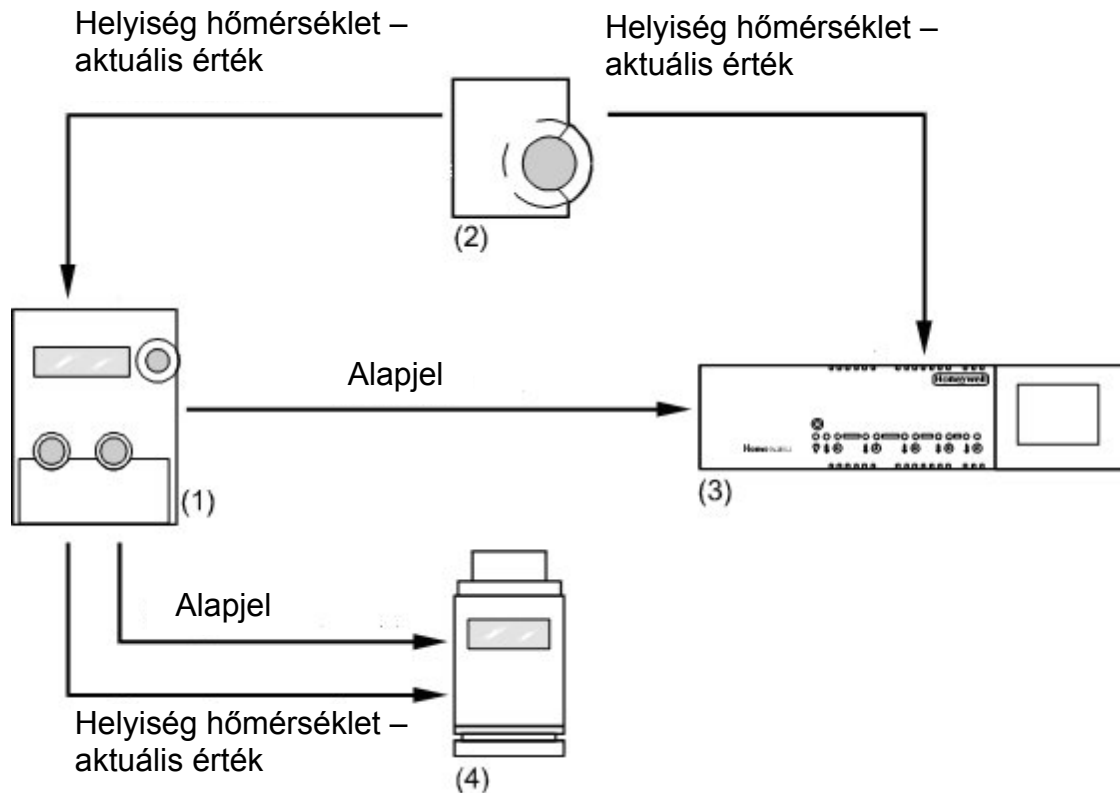 Helyiség hőmérséklet –
aktuális érték
Helyiség hőmérséklet –
aktuális érték
(2)
Alapjel
Honeywell
(1)
(3)
Alapjel
Helyiség hőmérséklet –
aktuális érték
(4)